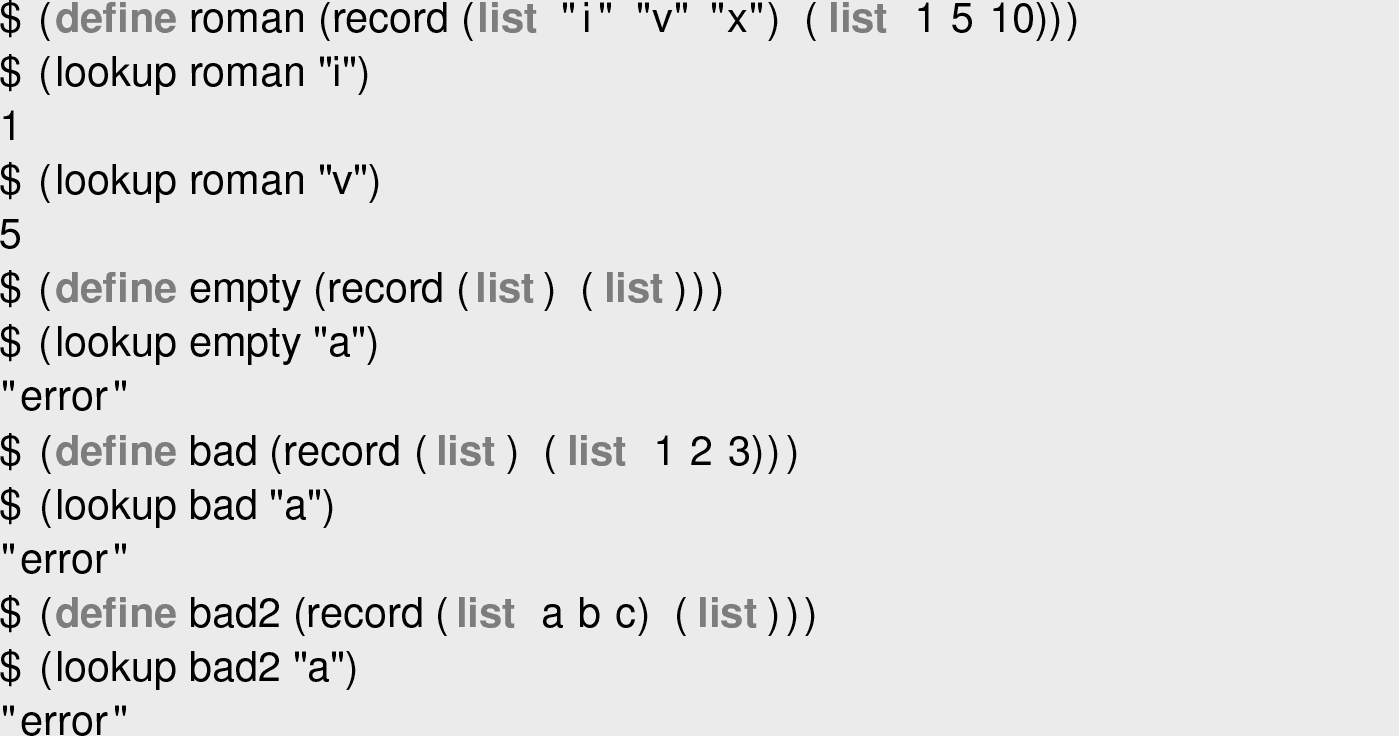 $ (define roman (record (list "i" "v" "x") (list 1 5 10)))
$ (lookup roman "i")
1
$ (lookup roman "v")
5
$ (define empty (record (list) (list)))
$ (lookup empty "a")
"error"
$ (define bad (record (list) (list 1 2 3)))
$ (lookup bad "a")
"error"
$ (define bad2 (record (list a b c) (list)))
$ (lookup bad2 "a")
"error"